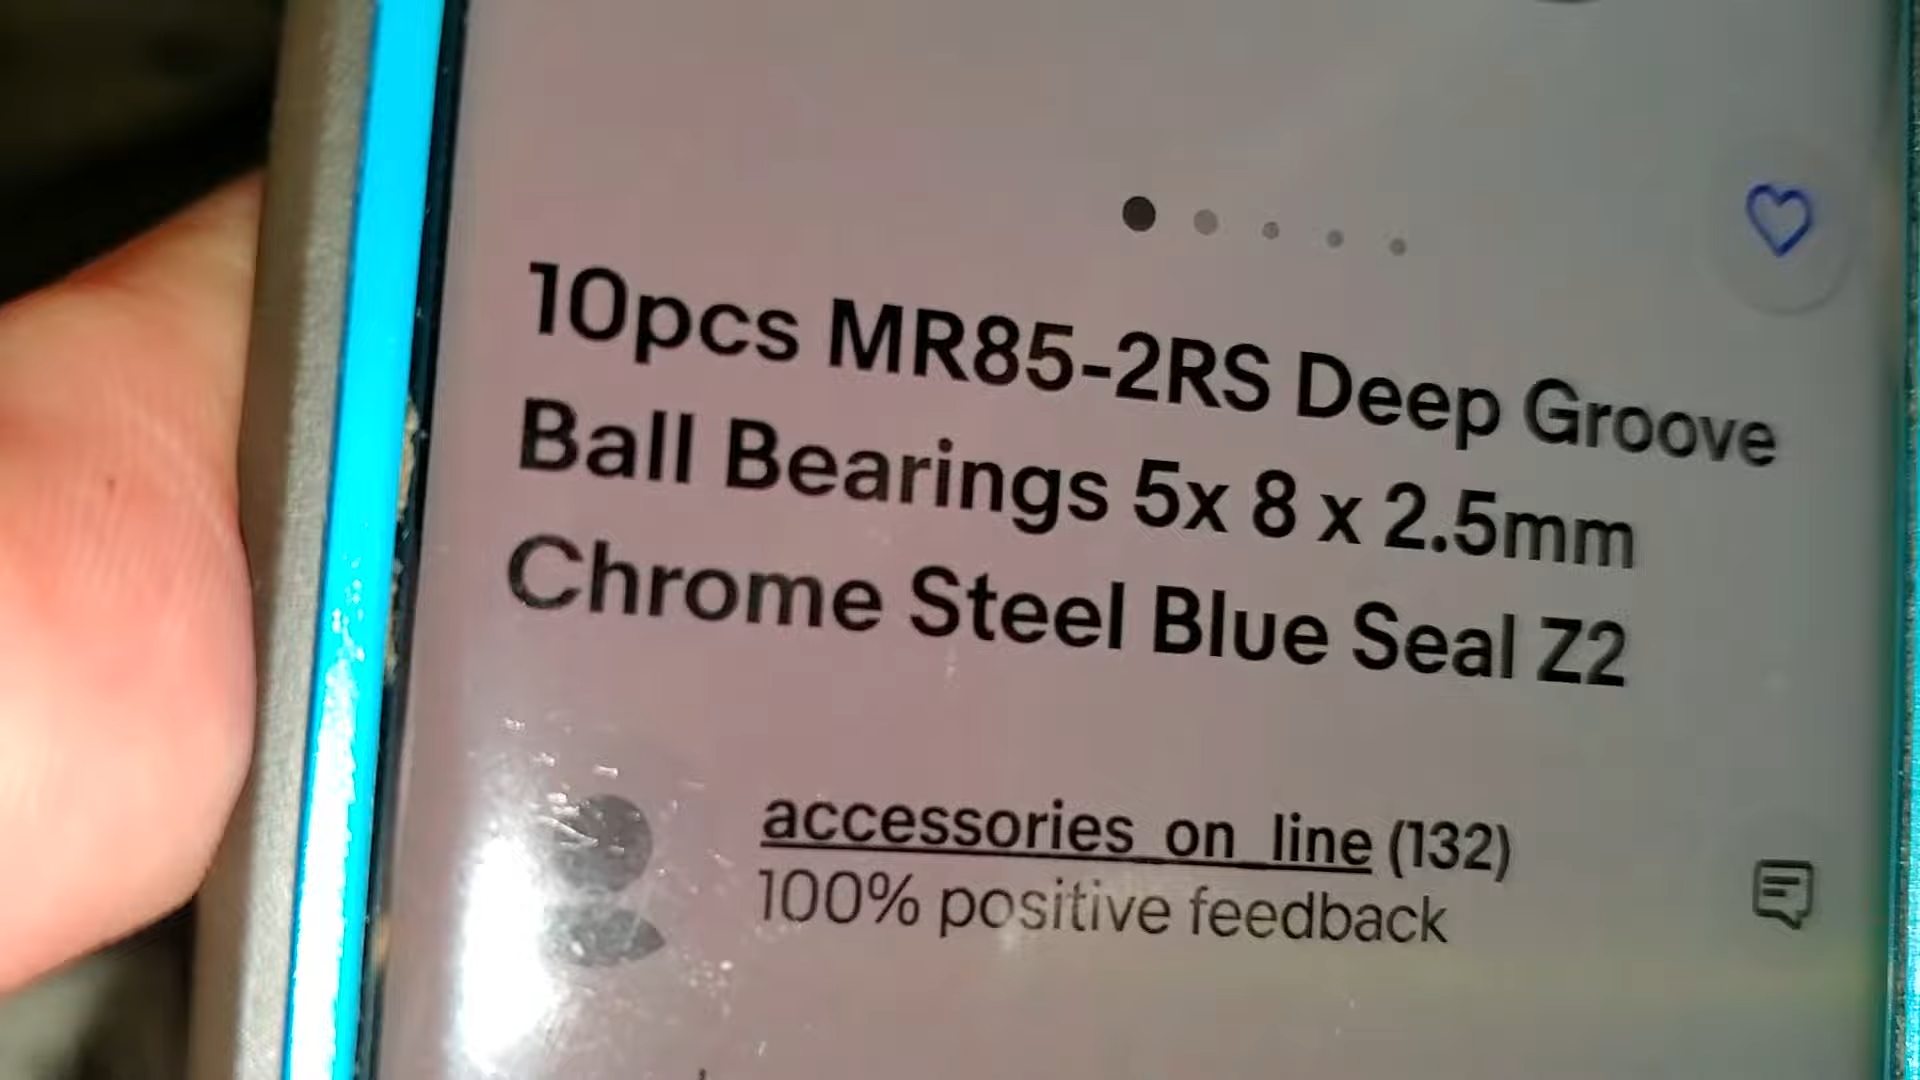 10pcs MR85-2RS Deep Groove
Ball Bearings 5x 8 x 2.5mm
Chrome Steel Blue Seal Z2
accessories_on_line (132)
100% positive feedback